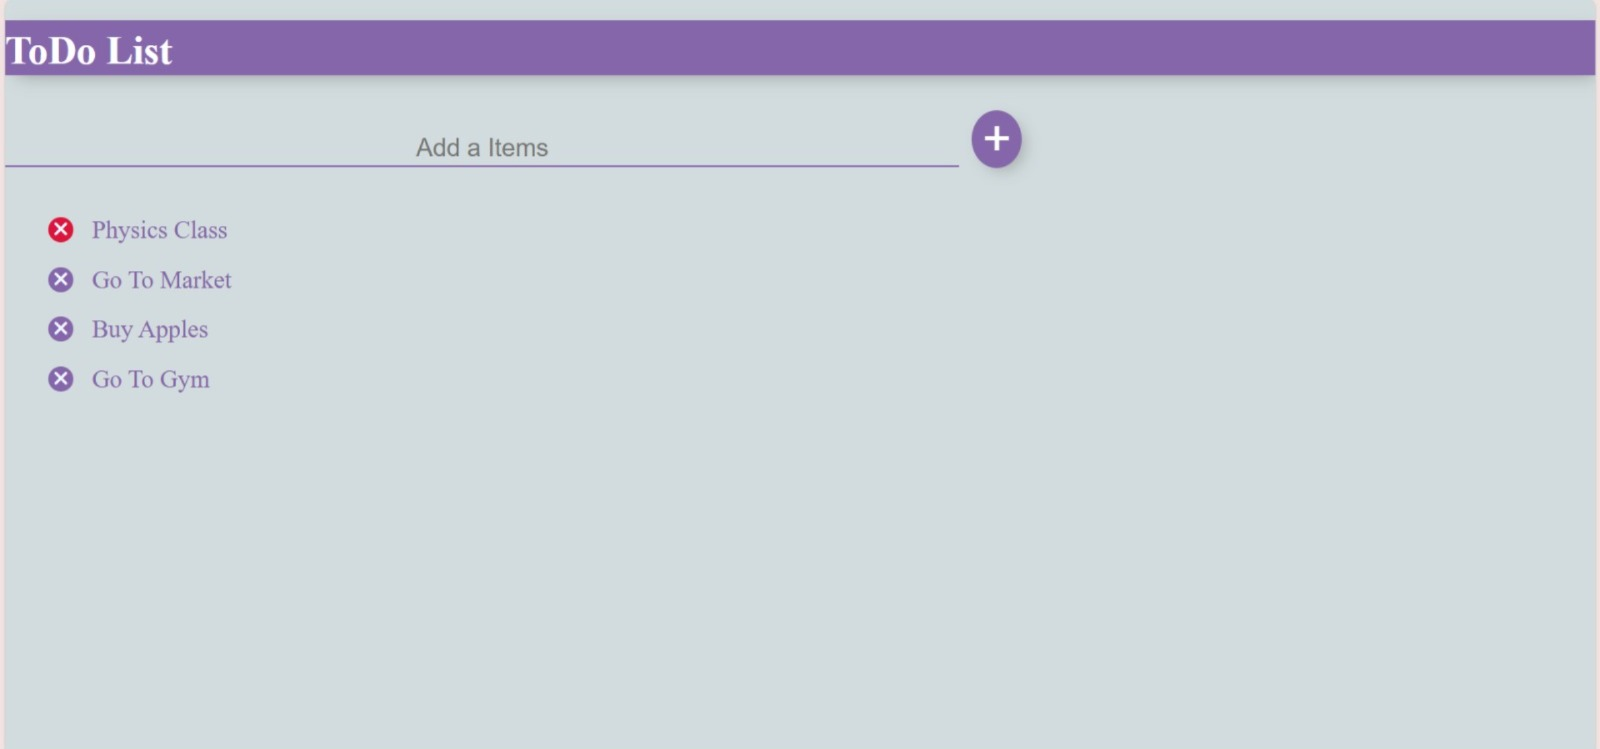 ToDo List
Add a Items
Physics Class
Go To Market
Buy Apples
Go To Gym